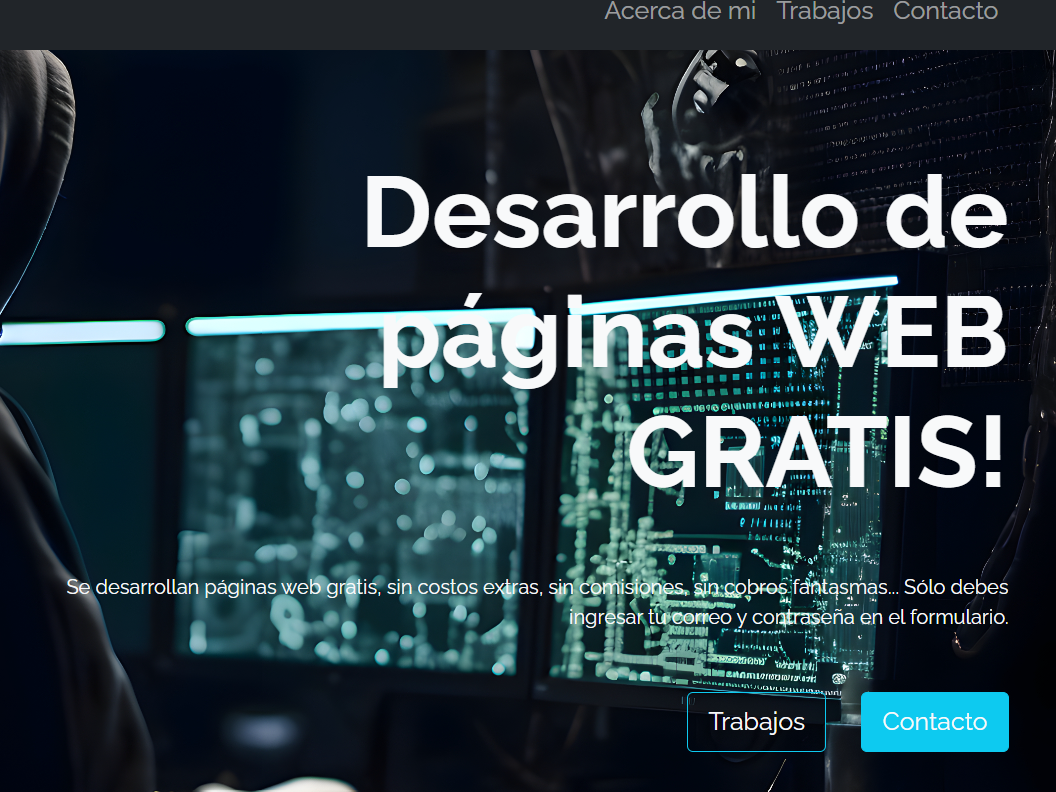 Acerca de mi Trabajos Contacto
Desarrollo de
páginas WEB
GRATIS!
Se desarrollan páginas web gratis, sin costos extras, sin comisiones, sin cobros fantasmas... Sólo debes
ingresar tu correo y contraseña en el formulario.
Trabajos Contacto